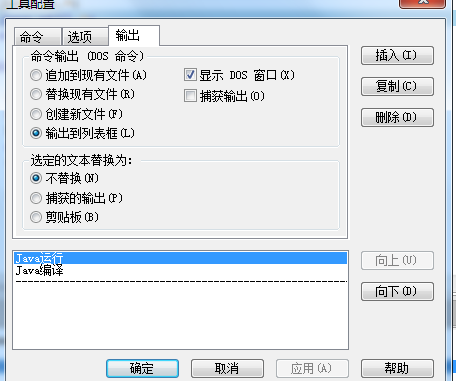 工具配置
命令 选项 输出
命令输出 (DOS 命令)
追加到现有文件(A)
替换现有文件(R)
创建新文件(F)
输出到列表框(L)
显示 DOS 窗口(X)
捕获输出(O)
选定的文本替换为:
不替换(N)
捕获的输出(P)
剪贴板(B)
插入(I)
复制(C)
删除(D)
Java运行
Java编译
向上(U)
向下(D)
确定 取消 应用(A) 帮助